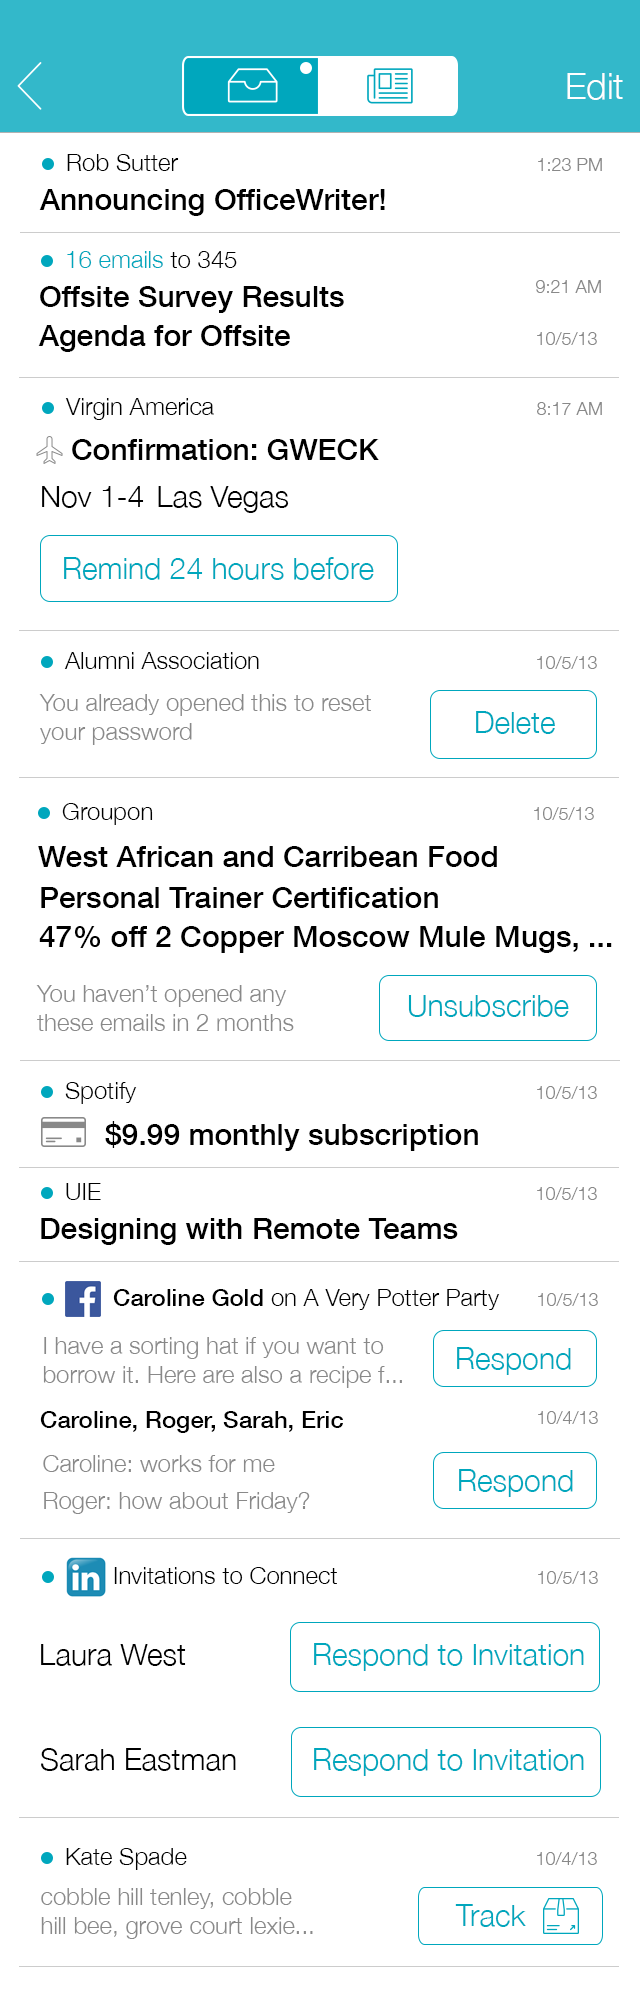 Edit
Rob Sutter 1:23 PM
Announcing OfficeWriter!
16 emails to 345
Offsite Survey Results 9:21 AM
Agenda for Offsite 10/5/13
Virgin America 8:17 AM
Confirmation: GWECK
Nov 1-4 Las Vegas
Remind 24 hours before
Alumni Association 10/5/13
You already opened this to reset
your password
Delete
Groupon 10/5/13
West African and Carribean Food
Personal Trainer Certification
47% off 2 Copper Moscow Mule Mugs, ...
You haven’t opened any
these emails in 2 months
Unsubscribe
Spotify 10/5/13
$9.99 monthly subscription
UIE 10/5/13
Designing with Remote Teams
f Caroline Gold on A Very Potter Party 10/5/13
I have a sorting hat if you want to
borrow it. Here are also a recipe f...
Respond
Caroline, Roger, Sarah, Eric 10/4/13
Caroline: works for me
Roger: how about Friday?
Respond
in Invitations to Connect 10/5/13
Laura West Respond to Invitation
Sarah Eastman Respond to Invitation
Kate Spade 10/4/13
cobble hill tenley, cobble
hill bee, grove court lexie...
Track